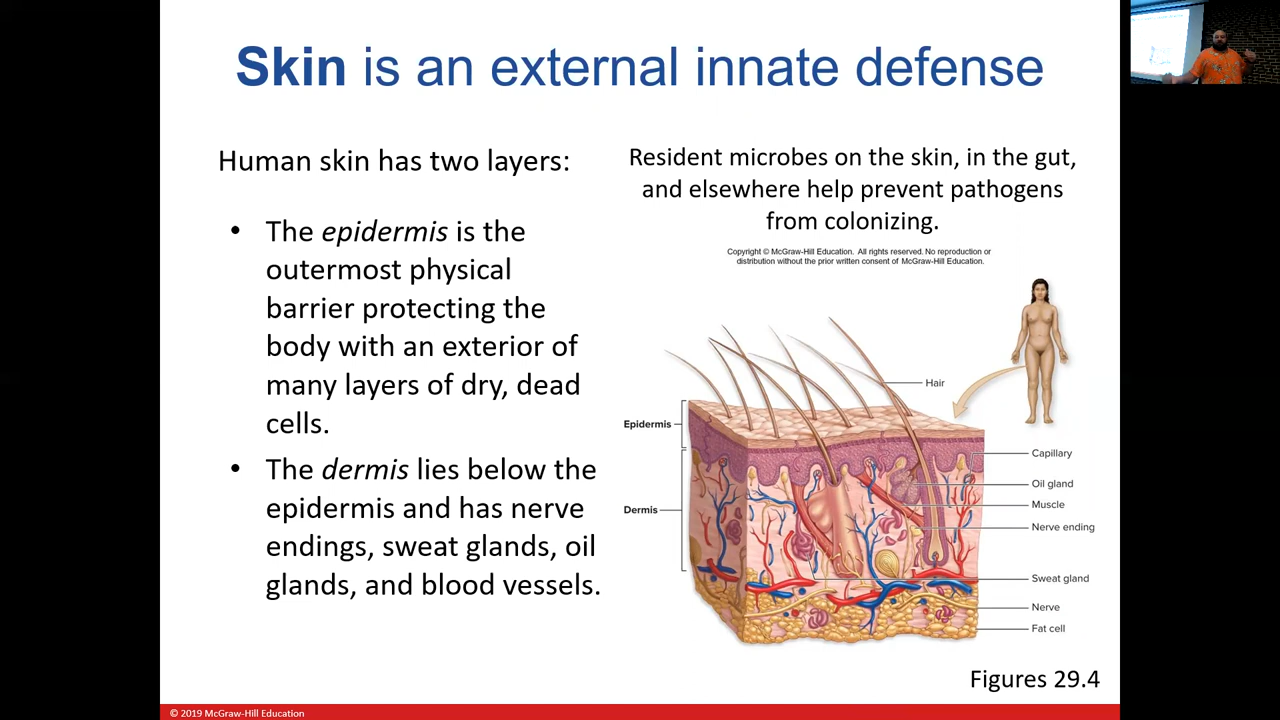 Skin is an external innate defense
Human skin has two layers:
• The epidermis is the
outermost physical
barrier protecting the
body with an exterior of
many layers of dry, dead
cells.
• The dermis lies below the
epidermis and has nerve
endings, sweat glands, oil
glands, and blood vessels.
Resident microbes on the skin, in the gut,
and elsewhere help prevent pathogens
from colonizing.
Copyright © McGraw-Hill Education. All rights reserved. No reproduction or
distribution without the prior written consent of McGraw-Hill Education.
Hair
Epidermis
Capillary
Oil gland
Muscle
Dermis
Nerve ending
Sweat gland
Nerve
Fat cell
Figures 29.4
© 2019 McGraw-Hill Education